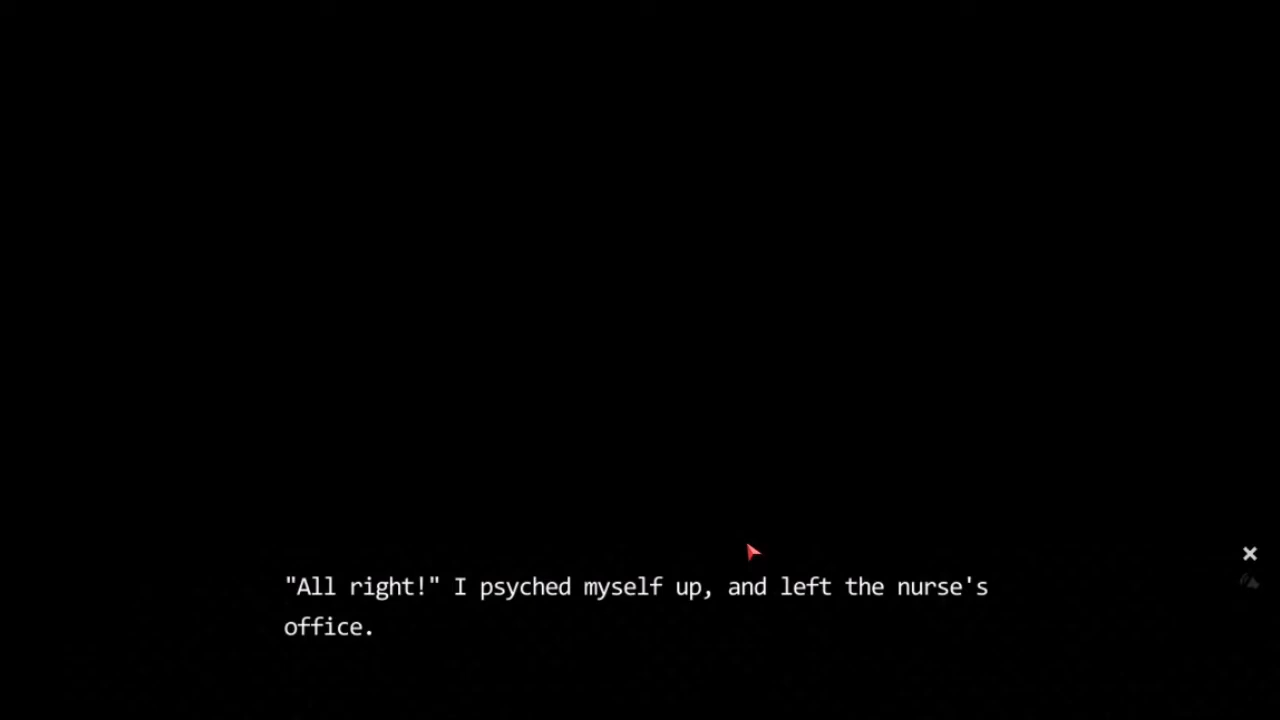 "All right!" I psyched myself up, and left the nurse's
office.